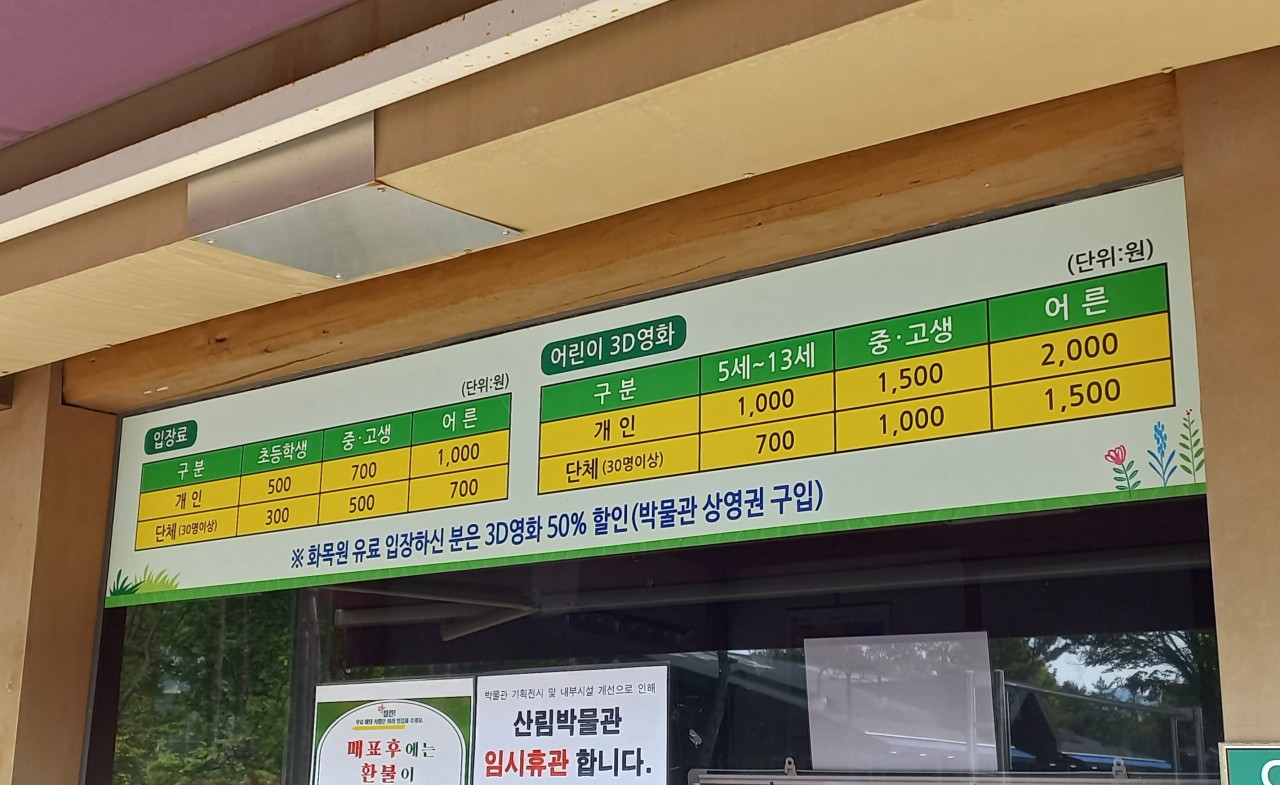 입장료
(단위:원)
구 분 초등학생 중·고생 어 른
개 인 500 700 1,000
단체 (30명이상) 300 500 700
어린이 3D영화
(단위:원)
구 분 5세~13세 중·고생 어 른
개 인 1,000 1,500 2,000
단체 (30명이상) 700 1,000 1,500
※ 화목원 유료 입장하신 분은 3D영화 50% 할인(박물관 상영권 구입)
매표후에는
환불이
박물관 기획전시 및 내부시설 개선으로 인해
산림박물관
임시휴관 합니다.